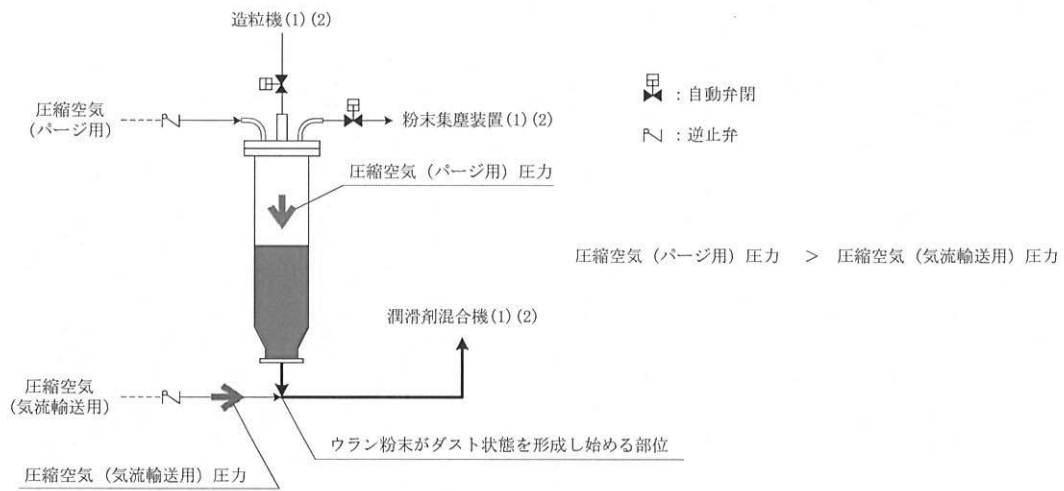 造粒機(1)(2)
圧縮空気
(パージ用)
粉末集塵装置(1)(2)
：自動弁閉
：逆止弁
圧縮空気（パージ用）圧力
圧縮空気（パージ用）圧力　＞　圧縮空気（気流輸送用）圧力
潤滑剤混合機(1)(2)
圧縮空気
(気流輸送用)
ウラン粉末がダスト状態を形成し始める部位
圧縮空気（気流輸送用）圧力